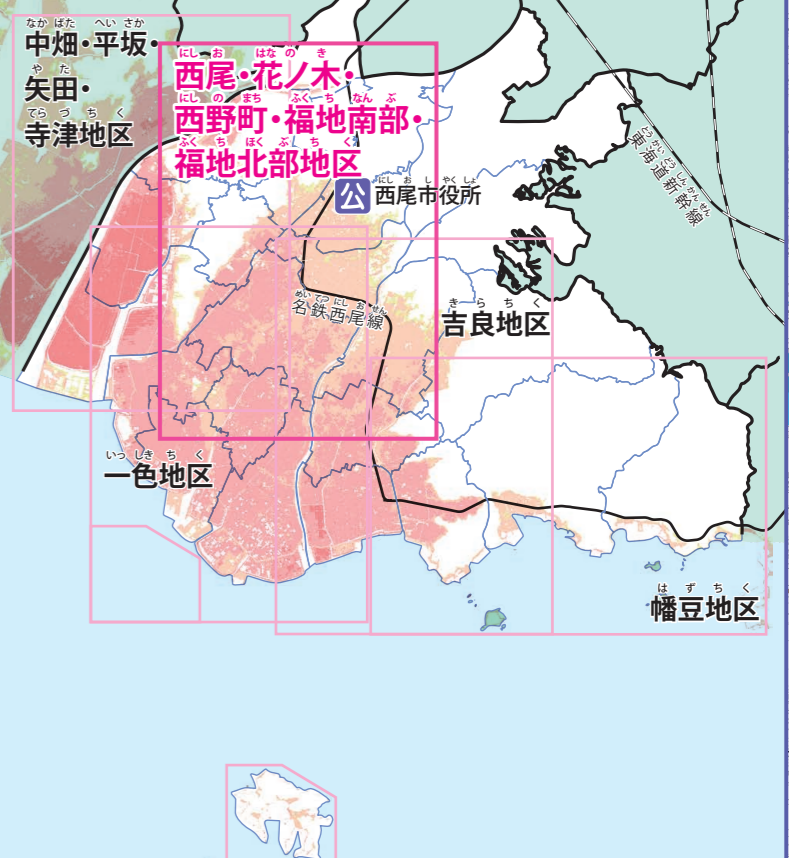 なか ばた へい さか
中畑・平坂・
や た
矢田・
てら づ ち く
寺津地区
にし お はな の き
西尾・花ノ木・
にし の まち ふく ち なん ぶ
西野町・福地南部・
ふく ち ほく ぶ ち く
福地北部地区
にし お し やく しょ
公 西尾市役所
とう かい どう しん かん せん
東海道新幹線
めい てつ にし お せん
名鉄西尾線
き ら ち く
吉良地区
いっ しき ち く
一色地区
は ず ち く
幡豆地区